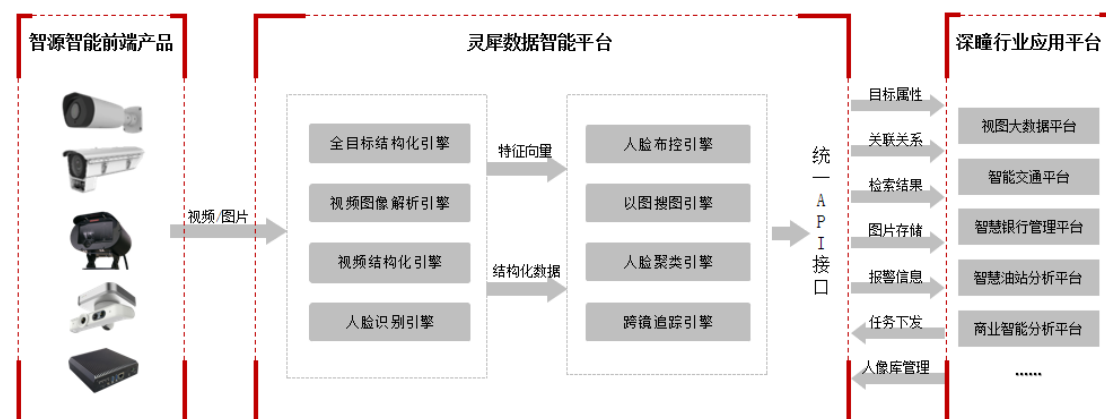 智源智能前端产品
视频/图片
灵犀数据智能平台
全目标结构化引擎
视频图像解析引擎
视频结构化引擎
人脸识别引擎
特征向量
结构化数据
人脸布控引擎
以图搜图引擎
人脸聚类引擎
跨镜追踪引擎
统一API接口
目标属性
关联关系
检索结果
图片存储
报警信息
任务下发
人像库管理
深瞳行业应用平台
视图大数据平台
智能交通平台
智慧银行管理平台
智慧油站分析平台
商业智能分析平台
......